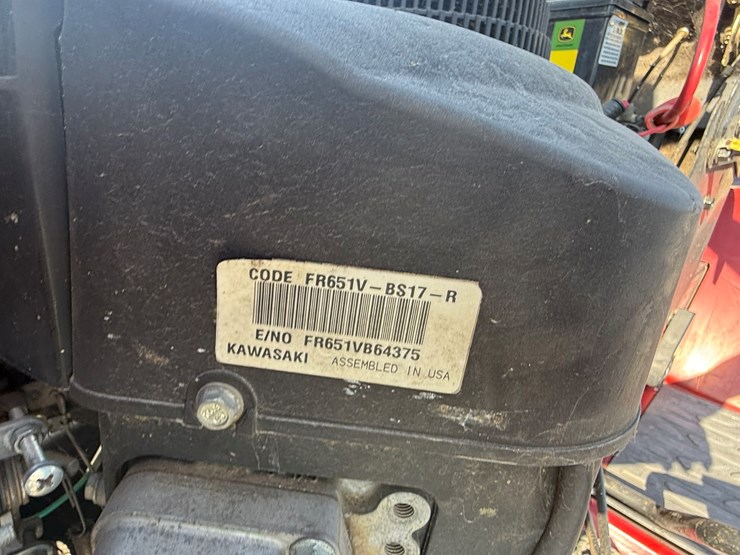 CODE FR651V-BS17-R
E/NO FR651VB64375
KAWASAKI ASSEMBLED IN USA